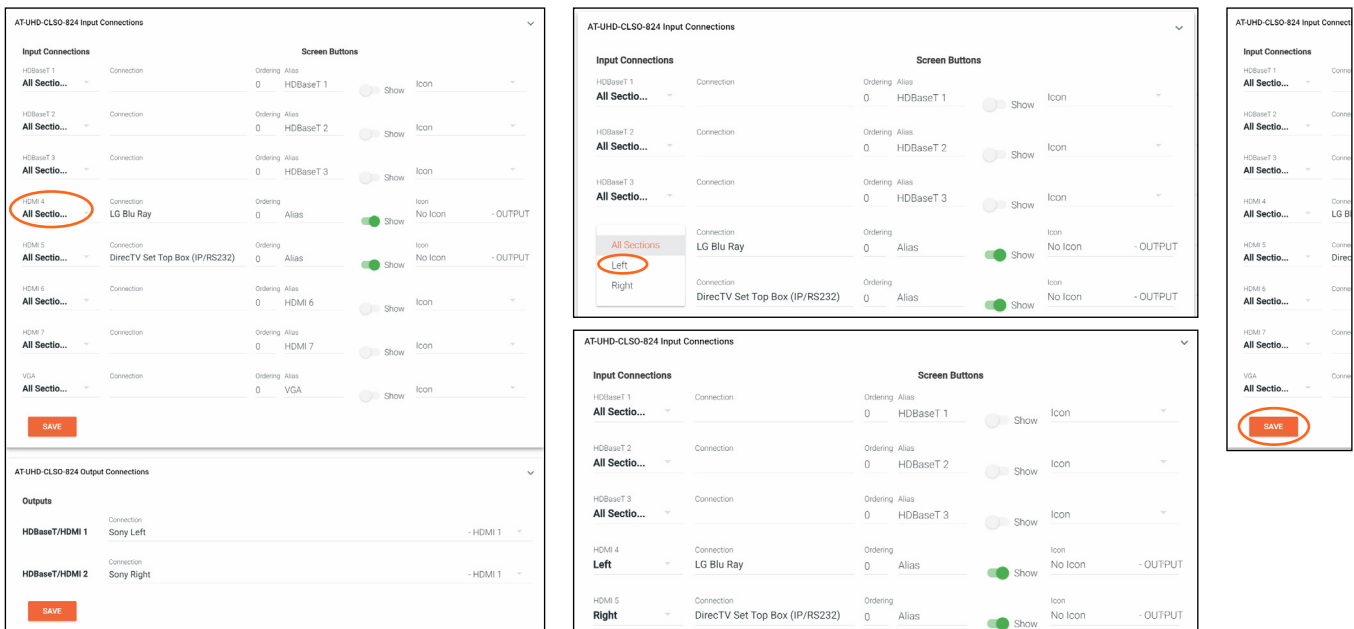 AT-UHD-CLSO-824 Input Connections
Input Connections Screen Buttons
HDBaseT 1 Connection Ordering Alias
All Sectio... 0 HDBaseT 1 Show Icon
HDBaseT 2 Connection Ordering Alias
All Sectio... 0 HDBaseT 2 Show Icon
HDBaseT 3 Connection Ordering Alias
All Sectio... 0 HDBaseT 3 Show Icon
HDMI 4 Connection Ordering Icon
All Sectio... LG Blu Ray 0 Alias Show No Icon - OUTPUT
HDMI 5 Connection Ordering Icon
All Sectio... DirecTV Set Top Box (IP/RS232) 0 Alias Show No Icon - OUTPUT
HDMI 6 Connection Ordering Alias
All Sectio... 0 HDMI 6 Show Icon
HDMI 7 Connection Ordering Alias
All Sectio... 0 HDMI 7 Show Icon
VGA Connection Ordering Alias
All Sectio... 0 VGA Show Icon
SAVE
AT-UHD-CLSO-824 Output Connections
Outputs
Connection
HDBaseT/HDMI 1 Sony Left - HDMI 1
Connection
HDBaseT/HDMI 2 Sony Right - HDMI 1
SAVE
AT-UHD-CLSO-824 Input Connections
Input Connections Screen Buttons
HDBaseT 1 Connection Ordering Alias
All Sectio... 0 HDBaseT 1 Show Icon
HDBaseT 2 Connection Ordering Alias
All Sectio... 0 HDBaseT 2 Show Icon
HDBaseT 3 Connection Ordering Alias
All Sectio... 0 HDBaseT 3 Show Icon
Connection Ordering Icon
All Sections LG Blu Ray 0 Alias Show No Icon - OUTPUT
Left
Connection Ordering Icon
Right DirecTV Set Top Box (IP/RS232) 0 Alias Show No Icon - OUTPUT
AT-UHD-CLSO-824 Input Connections
Input Connections Screen Buttons
HDBaseT 1 Connection Ordering Alias
All Sectio... 0 HDBaseT 1 Show Icon
HDBaseT 2 Connection Ordering Alias
All Sectio... 0 HDBaseT 2 Show Icon
HDBaseT 3 Connection Ordering Alias
All Sectio... 0 HDBaseT 3 Show Icon
HDMI 4 Connection Ordering Icon
Left LG Blu Ray 0 Alias Show No Icon - OUTPUT
HDMI 5 Connection Ordering Icon
Right DirecTV Set Top Box (IP/RS232) 0 Alias Show No Icon - OUTPUT
AT-UHD-CLSO-824 Input Connect
Input Connections
HDBaseT 1 Conne
All Sectio...
HDBaseT 2 Conne
All Sectio...
HDBaseT 3 Conne
All Sectio...
HDMI 4 Conne
All Sectio... LG Bl
HDMI 5 Conne
All Sectio... Direc
HDMI 6 Conne
All Sectio...
HDMI 7 Conne
All Sectio...
VGA Conne
All Sectio...
SAVE